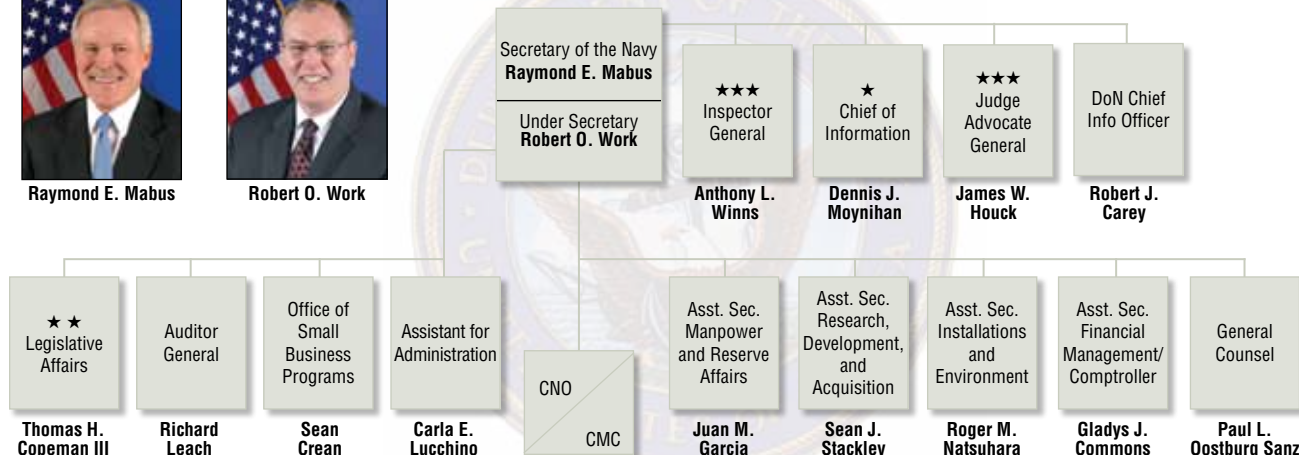 Secretary of the Navy
Raymond E. Mabus
Under Secretary
Robert O. Work
★★★
Inspector
General
Anthony L.
Winns
★
Chief of
Information
Dennis J.
Moynihan
★★★
Judge
Advocate
General
James W.
Houck
DoN Chief
Info Officer
Robert J.
Carey
Raymond E. Mabus
Robert O. Work
★ ★
Legislative
Affairs
Thomas H.
Copeman III
Auditor
General
Richard
Leach
Office of
Small
Business
Programs
Sean
Crean
Assistant for
Administration
Carla E.
Lucchino
CNO
CMC
Asst. Sec.
Manpower
and Reserve
Affairs
Juan M.
Garcia
Asst. Sec.
Research,
Development,
and
Acquisition
Sean J.
Stackley
Asst. Sec.
Installations
and
Environment
Roger M.
Natsuhara
Asst. Sec.
Financial
Management/
Comptroller
Gladys J.
Commons
General
Counsel
Paul L.
Oostburg Sanz